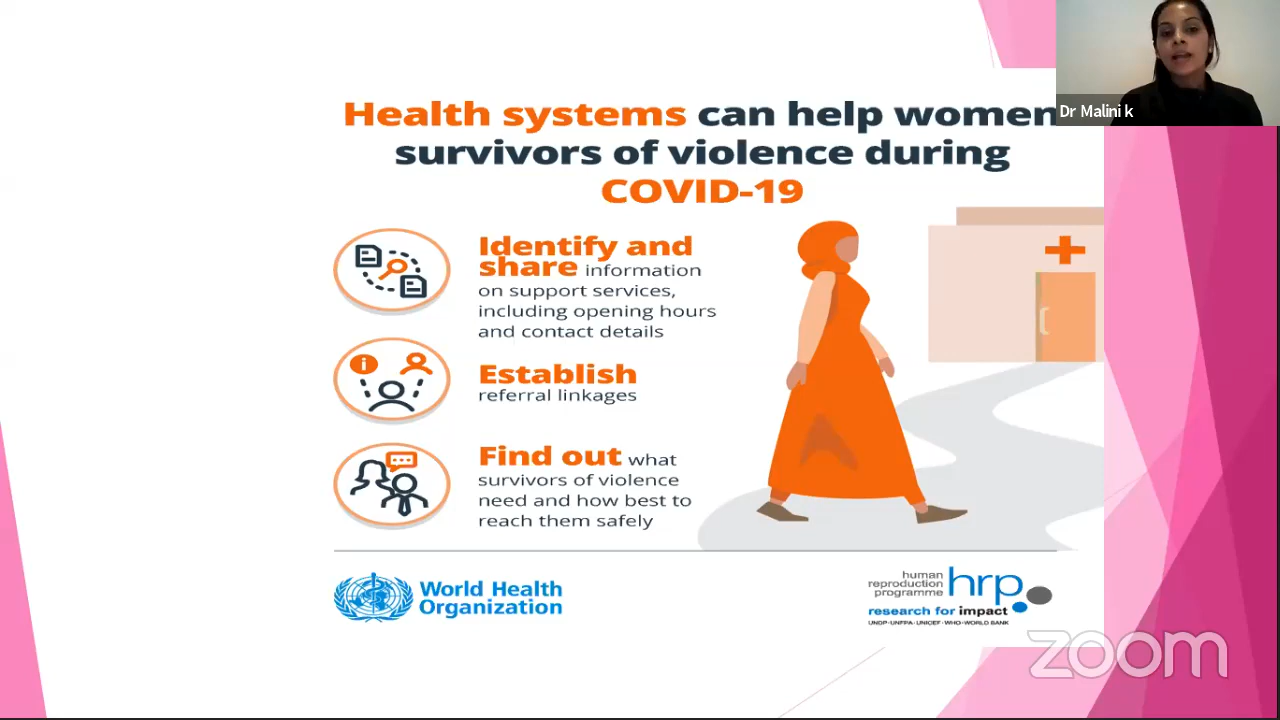 Dr Malini k
Health systems can help women
survivors of violence during
COVID-19
Identify and
share information
on support services,
including opening hours
and contact details
Establish
referral linkages
Find out what
survivors of violence
need and how best to
reach them safely
World Health
Organization
human
reproduction
programme
hrp
research for impact
UNDP·UNFPA·UNICEF·WHO·WORLD BANK
zoom